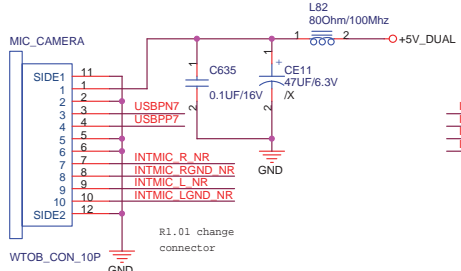 L82
80Ohm/100Mhz
MIC_CAMERA
1 2
+5V_DUAL
SIDE1 11
1 1
2 2
3 3 USBPN7
4 4 USBPP7
5 5
6 6
7 7 INTMIC_R_NR
8 8 INTMIC_RGND_NR
9 9 INTMIC_L_NR
10 10 INTMIC_LGND_NR
SIDE2 12
1
C635
0.1UF/16V
2
1
+
CE11
47UF/6.3V
/X
2
GND
R1.01 change
connector
WTOB_CON_10P
GND